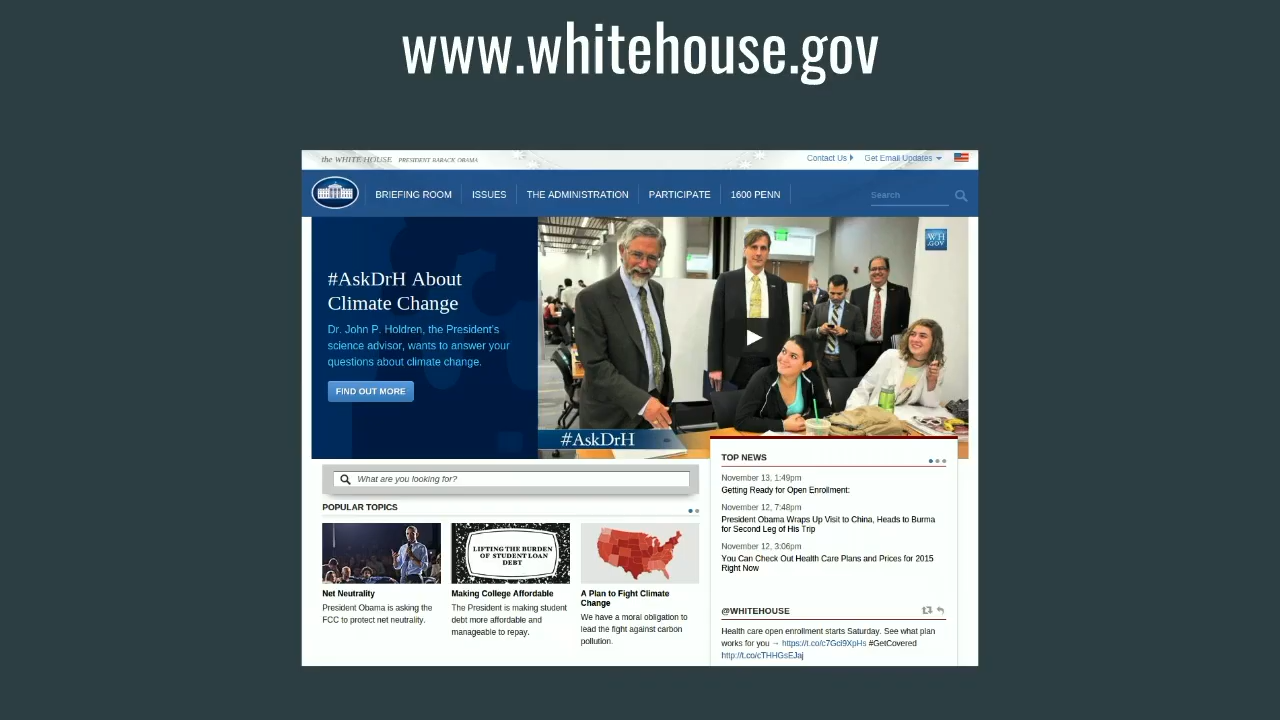 www.whitehouse.gov
the WHITE HOUSE PRESIDENT BARACK OBAMA
Contact Us
Get Email Updates
BRIEFING ROOM
ISSUES
THE ADMINISTRATION
PARTICIPATE
1600 PENN
Search
WH
.GOV
#AskDrH About
Climate Change
Dr. John P. Holdren, the President's
science advisor, wants to answer your
questions about climate change.
FIND OUT MORE
#AskDrH
What are you looking for?
POPULAR TOPICS
Net Neutrality
President Obama is asking the
FCC to protect net neutrality.
LIFTING THE BURDEN
OF STUDENT LOAN
DEBT
Making College Affordable
The President is making student
debt more affordable and
manageable to repay.
A Plan to Fight Climate
Change
We have a moral obligation to
lead the fight against carbon
pollution.
TOP NEWS
November 13, 1:49pm
Getting Ready for Open Enrollment:
November 12, 7:48pm
President Obama Wraps Up Visit to China, Heads to Burma
for Second Leg of His Trip
November 12, 3:06pm
You Can Check Out Health Care Plans and Prices for 2015
Right Now
@WHITEHOUSE
Health care open enrollment starts Saturday. See what plan
works for you → https://t.co/c7Gcl9XpHs #GetCovered
http://t.co/cTHHGsEJaj